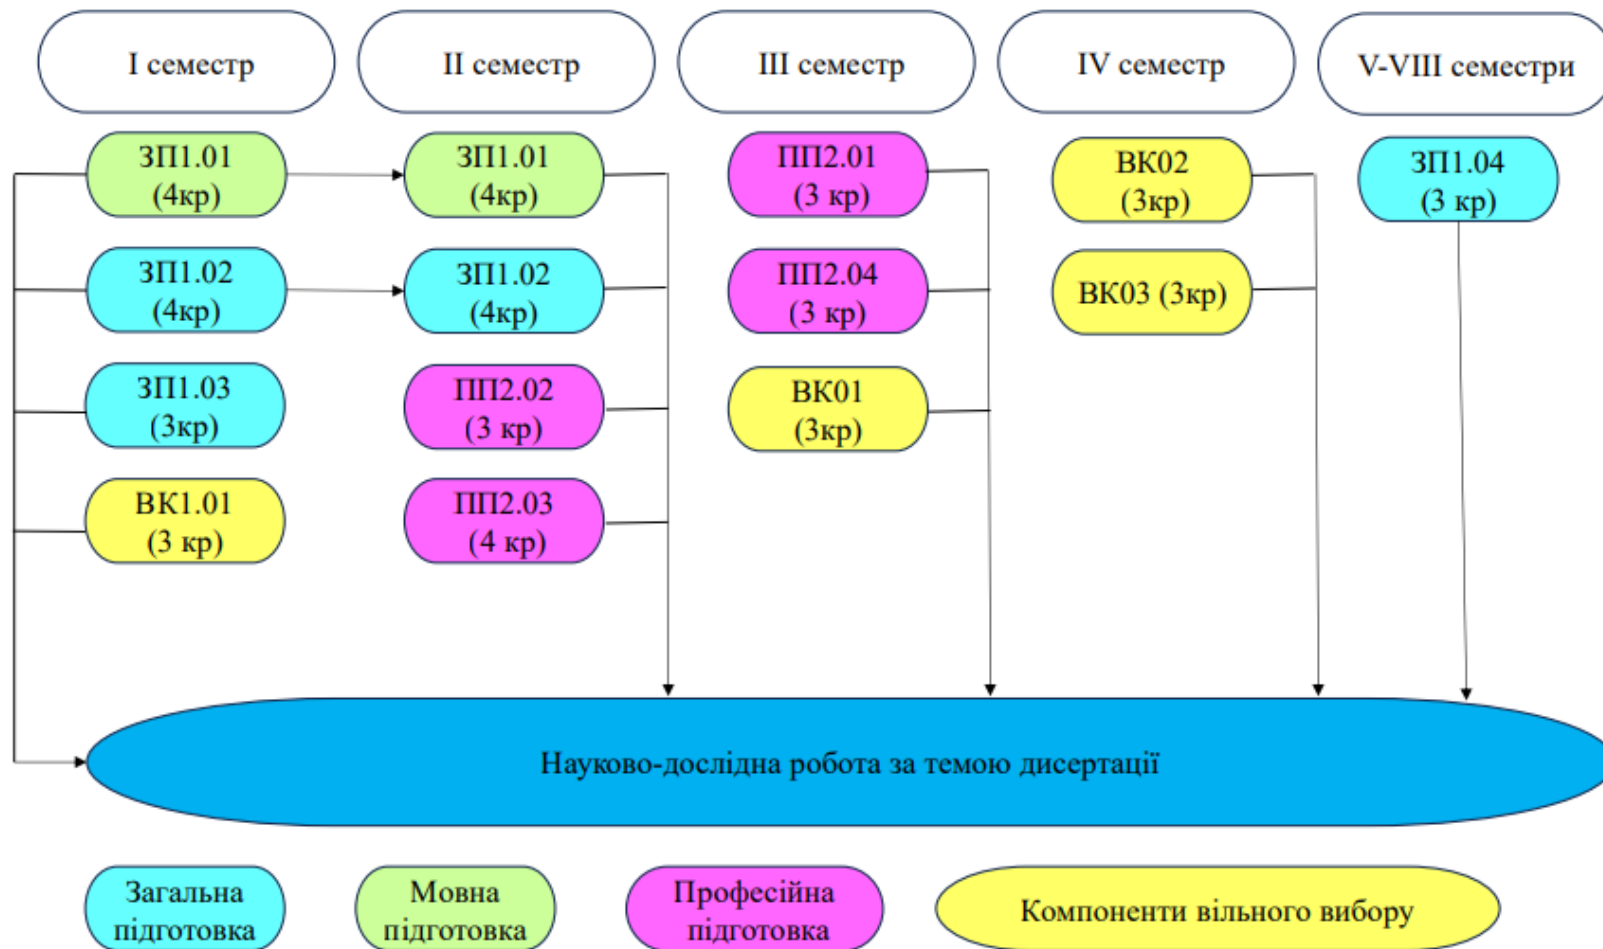 I семестр
II семестр
III семестр
IV семестр
V-VIII семестри
ЗП1.01
(4кр)
ЗП1.01
(4кр)
ПП2.01
(3 кр)
ВК02
(3кр)
ЗП1.04
(3 кр)
ЗП1.02
(4кр)
ЗП1.02
(4кр)
ПП2.04
(3 кр)
ВК03 (3кр)
ЗП1.03
(3кр)
ПП2.02
(3 кр)
ВК01
(3кр)
ВК1.01
(3 кр)
ПП2.03
(4 кр)
Науково-дослідна робота за темою дисертації
Загальна
підготовка
Мовна
підготовка
Професійна
підготовка
Компоненти вільного вибору